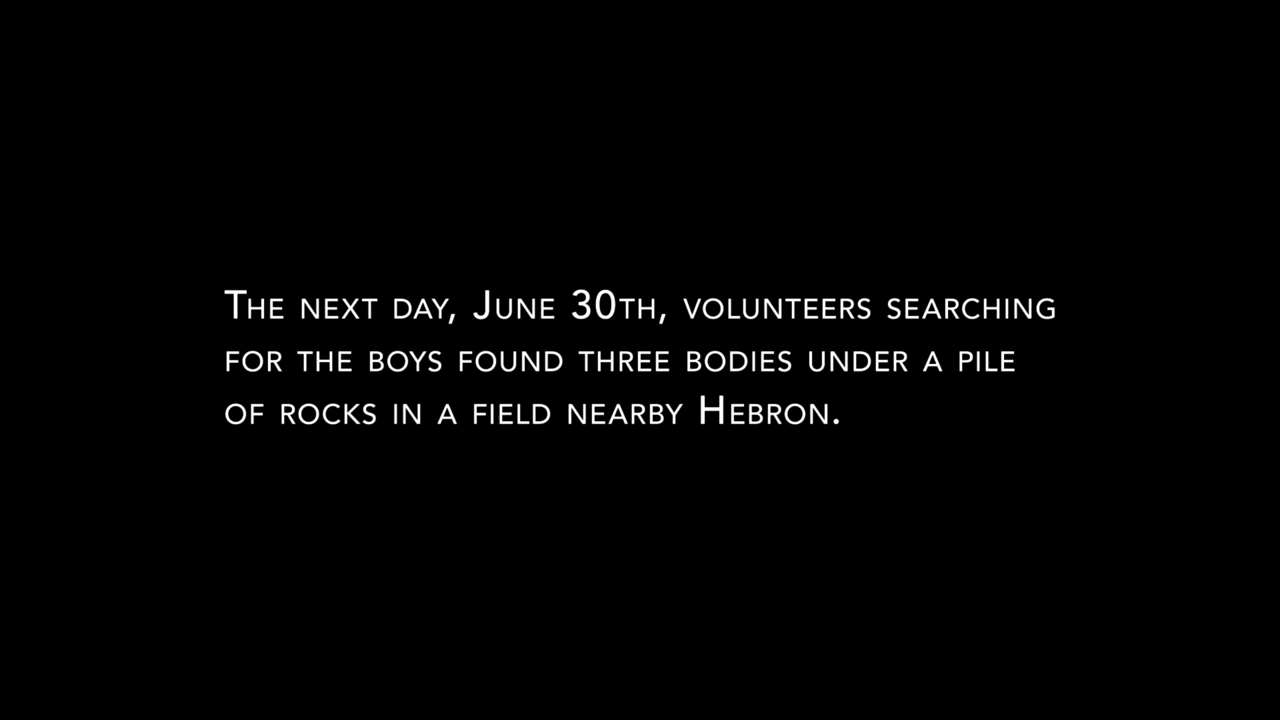 The next day, June 30th, volunteers searching
for the boys found three bodies under a pile
of rocks in a field nearby Hebron.